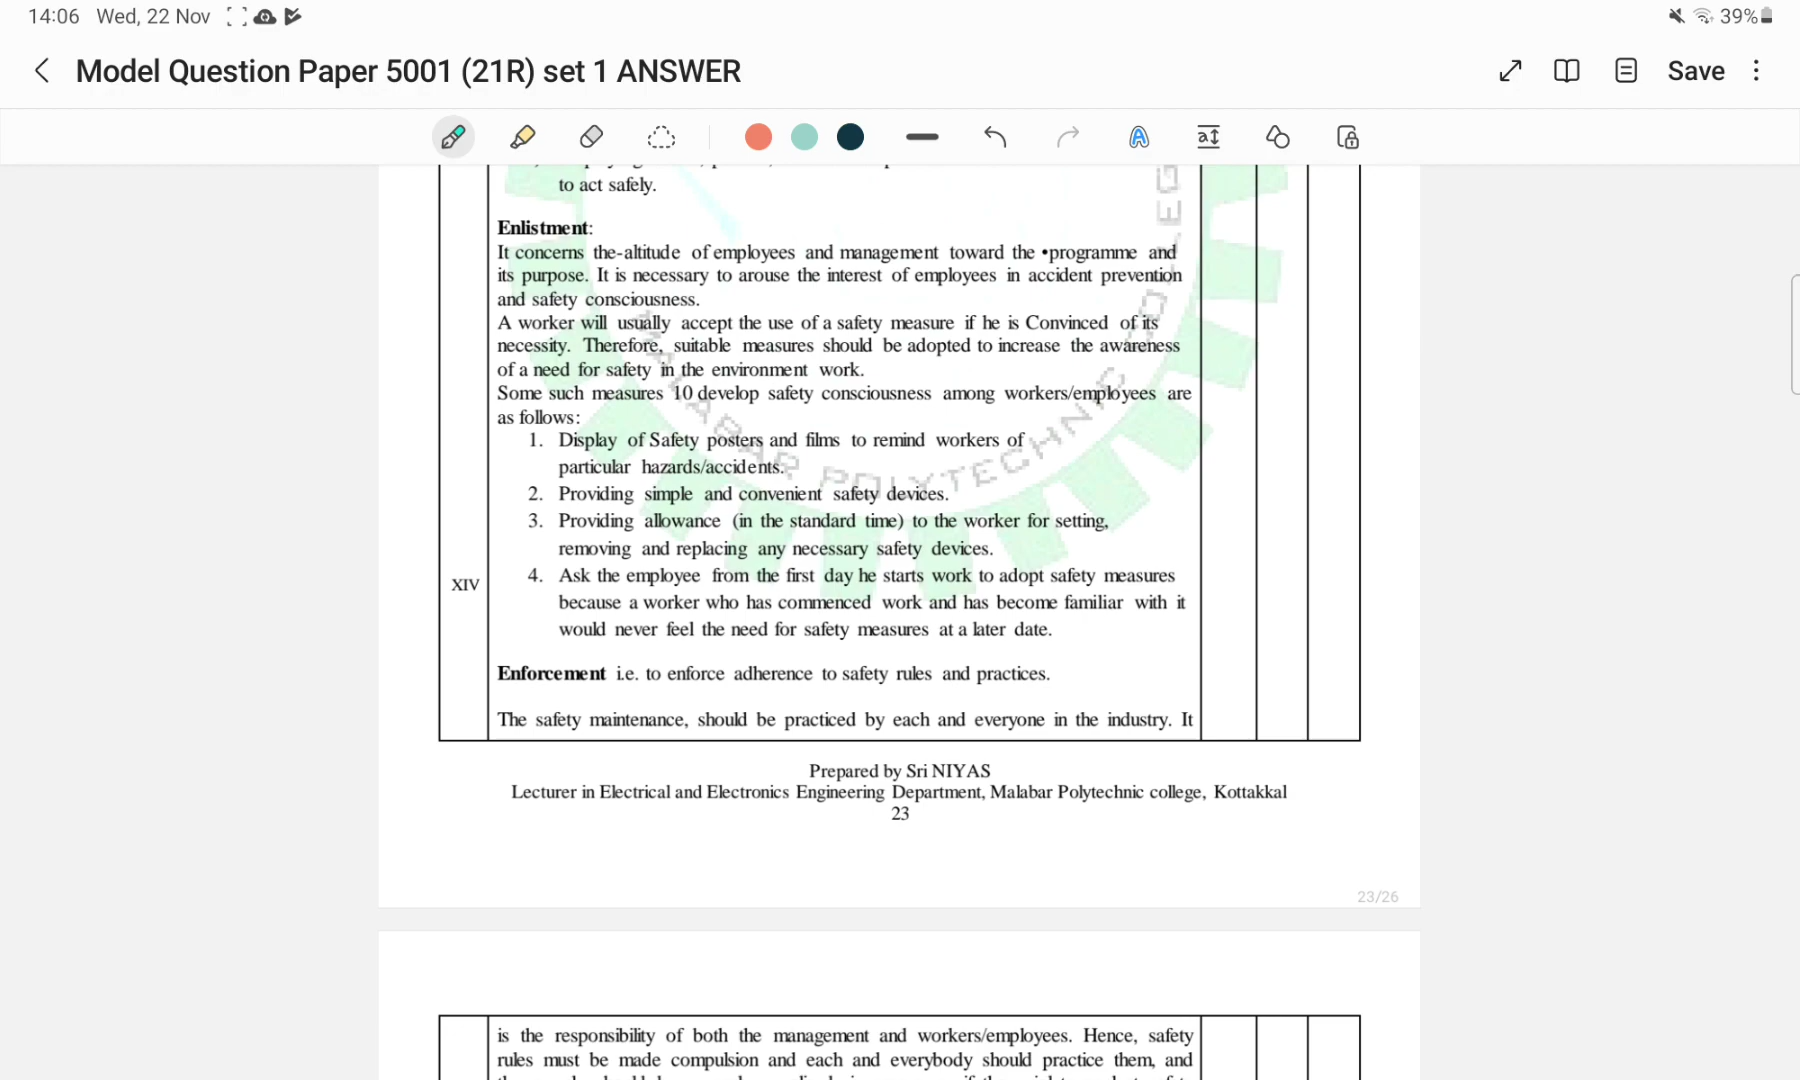 14:06 Wed, 22 Nov
39%
Model Question Paper 5001 (21R) set 1 ANSWER
Save
to act safely.
Enlistment:
It concerns the-altitude of employees and management toward the •programme and
its purpose. It is necessary to arouse the interest of employees in accident prevention
and safety consciousness.
A worker will usually accept the use of a safety measure if he is Convinced of its
necessity. Therefore, suitable measures should be adopted to increase the awareness
of a need for safety in the environment work.
Some such measures 10 develop safety consciousness among workers/employees are
as follows:
1. Display of Safety posters and films to remind workers of
particular hazards/accidents.
2. Providing simple and convenient safety devices.
3. Providing allowance (in the standard time) to the worker for setting,
removing and replacing any necessary safety devices.
XIV
4. Ask the employee from the first day he starts work to adopt safety measures
because a worker who has commenced work and has become familiar with it
would never feel the need for safety measures at a later date.
Enforcement i.e. to enforce adherence to safety rules and practices.
The safety maintenance, should be practiced by each and everyone in the industry. It
MALABAR POLYTECHNIC
Prepared by Sri NIYAS
Lecturer in Electrical and Electronics Engineering Department, Malabar Polytechnic college, Kottakkal
23
23/26
is the responsibility of both the management and workers/employees. Hence, safety
rules must be made compulsion and each and everybody should practice them, and